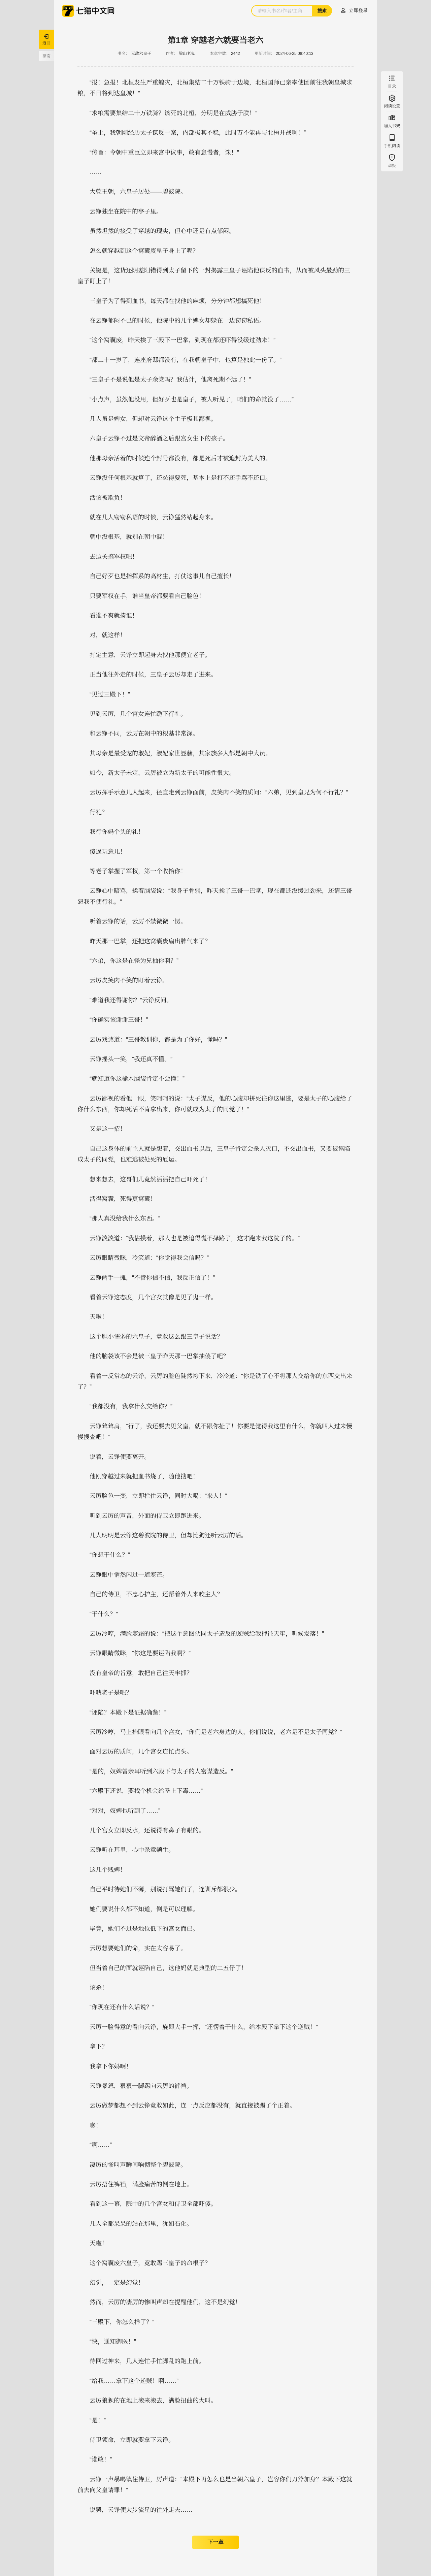 七猫中文网
搜索
立即登录
返回
目录
阅读设置
加入书架
手机阅读
举报
第1章 穿越老六就要当老六
书名： 作者： 青山老鬼 本章字数： 2442 更新时间： 2024-06-25 08:40:13
“报！急报！北桓发生严重蝗灾，北桓集结二十万铁骑于边境，北桓国师已亲率使团前往我朝皇城求
粮，不日将到达皇城！”
“求粮需要集结二十万铁骑？该死的北桓，分明是在威胁于朕！”
“圣上，我朝刚经历太子谋反一案，内部极其不稳，此时万不能再与北桓开战啊！”
“传旨：令朝中重臣立即来宫中议事，敢有怠慢者，诛！”
……
大乾王朝，六皇子居处——碧波院。
云铮独坐在院中的亭子里。
虽然坦然的接受了穿越的现实，但心中还是有点郁闷。
怎么就穿越到这个窝囊废皇子身上了呢？
关键是，这货还阴差阳错得到太子留下的一封揭露三皇子诬陷他谋反的血书，从而被风头最劲的三
皇子盯上了！
三皇子为了得到血书，每天都在找他的麻烦，分分钟都想搞死他！
在云铮郁闷不已的时候，他院中的几个婢女却躲在一边窃窃私语。
“这个窝囊废，昨天挨了三殿下一巴掌，到现在都还吓得没缓过劲来！”
“都二十一岁了，连座府邸都没有，在我朝皇子中，也算是独此一份了。”
“三皇子不是说他是太子余党吗？我估计，他离死期不远了！”
“小点声，虽然他没用，但好歹也是皇子，被人听见了，咱们的命就没了……”
几人虽是婢女，但却对云铮这个主子极其鄙视。
六皇子云铮不过是文帝醉酒之后跟宫女生下的孩子。
他那母亲活着的时候连个封号都没有，都是死后才被追封为美人的。
云铮没任何根基就算了，还怂得要死，基本上是打不还手骂不还口。
活该被欺负！
就在几人窃窃私语的时候，云铮猛然站起身来。
朝中没根基，就别在朝中混！
去边关搞军权吧！
自己好歹也是指挥系的高材生，打仗这事儿自己擅长！
只要军权在手，谁当皇帝都要看自己脸色！
看谁不爽就揍谁！
对，就这样！
打定主意，云铮立即起身去找他那便宜老子。
正当他往外走的时候，三皇子云厉却走了进来。
“见过三殿下！”
见到云厉，几个宫女连忙跪下行礼。
和云铮不同，云厉在朝中的根基非常深。
其母亲是最受宠的淑妃，淑妃家世显赫，其家族多人都是朝中大员。
如今，新太子未定，云厉被立为新太子的可能性很大。
云厉挥手示意几人起来，径直走到云铮面前，皮笑肉不笑的质问：“六弟，见到皇兄为何不行礼？”
行礼？
我行你妈个头的礼！
傻逼玩意儿！
等老子掌握了军权，第一个收拾你！
云铮心中暗骂，揉着脑袋说：“我身子骨弱，昨天挨了三哥一巴掌，现在都还没缓过劲来，还请三哥
恕我不便行礼。”
听着云铮的话，云厉不禁微微一愣。
昨天那一巴掌，还把这窝囊废扇出脾气来了？
“六弟，你这是在怪为兄抽你啊？”
云厉皮笑肉不笑的盯着云铮。
“难道我还得谢你？”云铮反问。
“你确实该谢谢三哥！”
云厉戏谑道：“三哥教训你，都是为了你好，懂吗？”
云铮摇头一笑，“我还真不懂。”
“就知道你这榆木脑袋肯定不会懂！”
云厉鄙视的看他一眼，笑呵呵的说：“太子谋反，他的心腹却拼死往你这里逃，要是太子的心腹给了
你什么东西，你却死活不肯拿出来，你可就成为太子的同党了！”
又是这一招！
自己这身体的前主人就是想着，交出血书以后，三皇子肯定会杀人灭口，不交出血书，又要被诬陷
成太子的同党，也难逃被处死的厄运。
想来想去，这哥们儿竟然活活把自己吓死了！
活得窝囊，死得更窝囊！
“那人真没给我什么东西。”
云铮淡淡道：“我估摸着，那人也是被追得慌不择路了，这才跑来我这院子的。”
云厉眼睛微眯，冷笑道：“你觉得我会信吗？”
云铮两手一摊，“不管你信不信，我反正信了！”
看着云铮这态度，几个宫女就像是见了鬼一样。
天啦！
这个胆小懦弱的六皇子，竟敢这么跟三皇子说话？
他的脑袋该不会是被三皇子昨天那一巴掌抽傻了吧？
看着一反常态的云铮，云厉的脸色陡然垮下来，冷冷道：“你是铁了心不将那人交给你的东西交出来
了？”
“我都没有，我拿什么交给你？”
云铮耸耸肩，“行了，我还要去见父皇，就不跟你扯了！你要是觉得我这里有什么，你就叫人过来慢
慢搜查吧！”
说着，云铮便要离开。
他刚穿越过来就把血书烧了，随他搜吧！
云厉脸色一变，立即拦住云铮，同时大喝：“来人！”
听到云厉的声音，外面的侍卫立即跑进来。
几人明明是云铮这碧波院的侍卫，但却比狗还听云厉的话。
“你想干什么？”
云铮眼中悄然闪过一道寒芒。
自己的侍卫，不忠心护主，还帮着外人来咬主人？
“干什么？”
云厉冷哼，满脸寒霜的说：“把这个意图伙同太子造反的逆贼给我押往天牢，听候发落！”
云铮眼睛微眯，“你这是要诬陷我啊？”
没有皇帝的旨意，敢把自己往天牢抓？
吓唬老子是吧？
“诬陷？本殿下是证据确凿！”
云厉冷哼，马上抬眼看向几个宫女，“你们是老六身边的人，你们说说，老六是不是太子同党？”
面对云厉的质问，几个宫女连忙点头。
“是的，奴婢曾亲耳听到六殿下与太子的人密谋造反。”
“六殿下还说，要找个机会给圣上下毒……”
“对对，奴婢也听到了……”
几个宫女立即反水，还说得有鼻子有眼的。
云铮听在耳里，心中杀意顿生。
这几个贱婢！
自己平时待她们不薄，别说打骂她们了，连训斥都很少。
她们要说什么都不知道，倒是可以理解。
毕竟，她们不过是地位低下的宫女而已。
云厉想要她们的命，实在太容易了。
但当着自己的面就诬陷自己，这他妈就是典型的二五仔了！
该杀！
“你现在还有什么话说？”
云厉一脸得意的看向云铮，旋即大手一挥，“还愣着干什么，给本殿下拿下这个逆贼！”
拿下？
我拿下你妈啊！
云铮暴怒，狠狠一脚踢向云厉的裤裆。
云厉做梦都想不到云铮竟敢如此，连一点反应都没有，就直接被踢了个正着。
嘭！
“啊……”
凄厉的惨叫声瞬间响彻整个碧波院。
云厉捂住裤裆，满脸痛苦的倒在地上。
看到这一幕，院中的几个宫女和侍卫全部吓傻。
几人全都呆呆的站在那里，犹如石化。
天啦！
这个窝囊废六皇子，竟敢踢三皇子的命根子？
幻觉，一定是幻觉！
然而，云厉的凄厉的惨叫声却在提醒他们，这不是幻觉！
“三殿下，你怎么样了？”
“快，通知御医！”
待回过神来，几人连忙手忙脚乱的跑上前。
“给我……拿下这个逆贼！啊……”
云厉狼狈的在地上滚来滚去，满脸扭曲的大叫。
“是！”
侍卫领命，立即就要拿下云铮。
“谁敢！”
云铮一声暴喝镇住侍卫，厉声道：“本殿下再怎么也是当朝六皇子，岂容你们刀斧加身？本殿下这就
前去向父皇请罪！”
说罢，云铮便大步流星的往外走去……
下一章